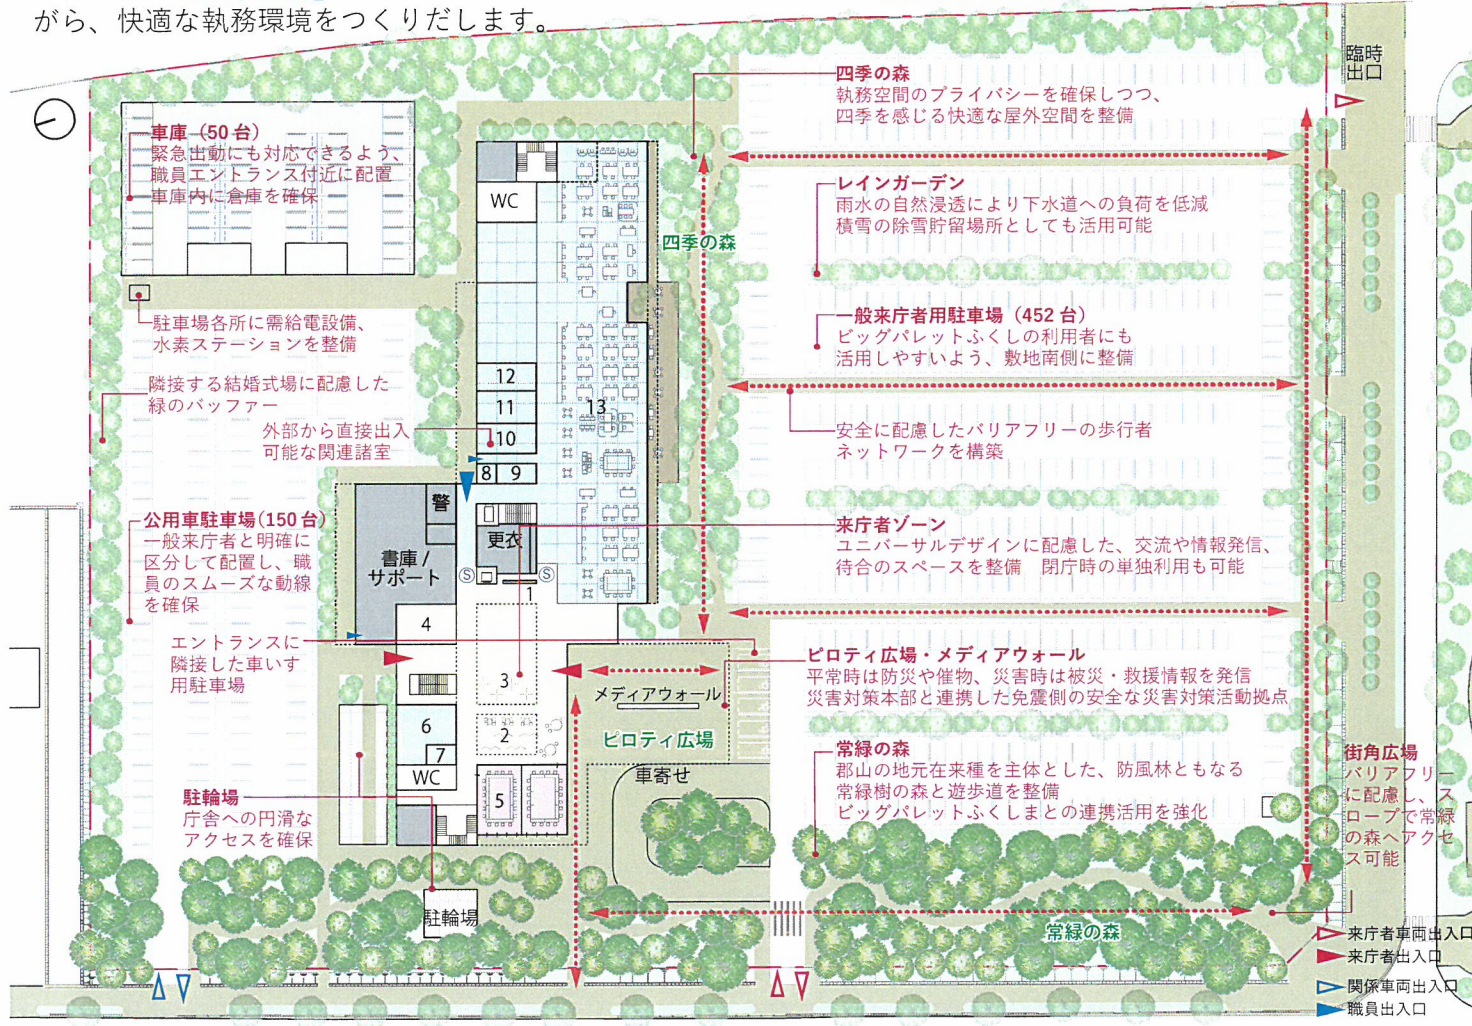 がら、快適な執務環境をつくりだします。
臨時
出口
四季の森
執務空間のプライバシーを確保しつつ、
四季を感じる快適な屋外空間を整備
車庫（50台）
緊急出動にも対応できるよう、
職員エントランス付近に配置
車庫内に倉庫を確保
WC
レインガーデン
雨水の自然浸透により下水道への負荷を低減
積雪の除雪貯留場所としても活用可能
四季の森
駐車場各所に需給電設備、
水素ステーションを整備
一般来庁者用駐車場（452台）
ビッグパレットふくしの利用者にも
活用しやすいよう、敷地南側に整備
隣接する結婚式場に配慮した
緑のバッファー
12
11
10
13
外部から直接出入
可能な関連諸室
安全に配慮したバリアフリーの歩行者
ネットワークを構築
8
9
警
公用車駐車場（150台）
一般来庁者と明確に
区分して配置し、職
員のスムーズな動線
を確保
更衣
書庫/
サポート
S
S
1
来庁者ゾーン
ユニバーサルデザインに配慮した、交流や情報発信、
待合のスペースを整備　閉庁時の単独利用も可能
4
エントランスに
隣接した車いす
用駐車場
3
メディアウォール
ピロティ広場・メディアウォール
平常時は防災や催物、災害時は被災・救援情報を発信
災害対策本部と連携した免震側の安全な災害対策活動拠点
6
7
2
WC
5
ピロティ広場
車寄せ
常緑の森
郡山の地元在来種を主体とした、防風林ともなる
常緑樹の森と遊歩道を整備
ビッグパレットふくしまとの連携活用を強化
街角広場
バリアフリー
に配慮し、ス
ロープで常緑
の森へアクセ
ス可能
駐輪場
庁舎への円滑な
アクセスを確保
駐輪場
常緑の森
来庁者車両出入口
来庁者出入口
関係車両出入口
職員出入口